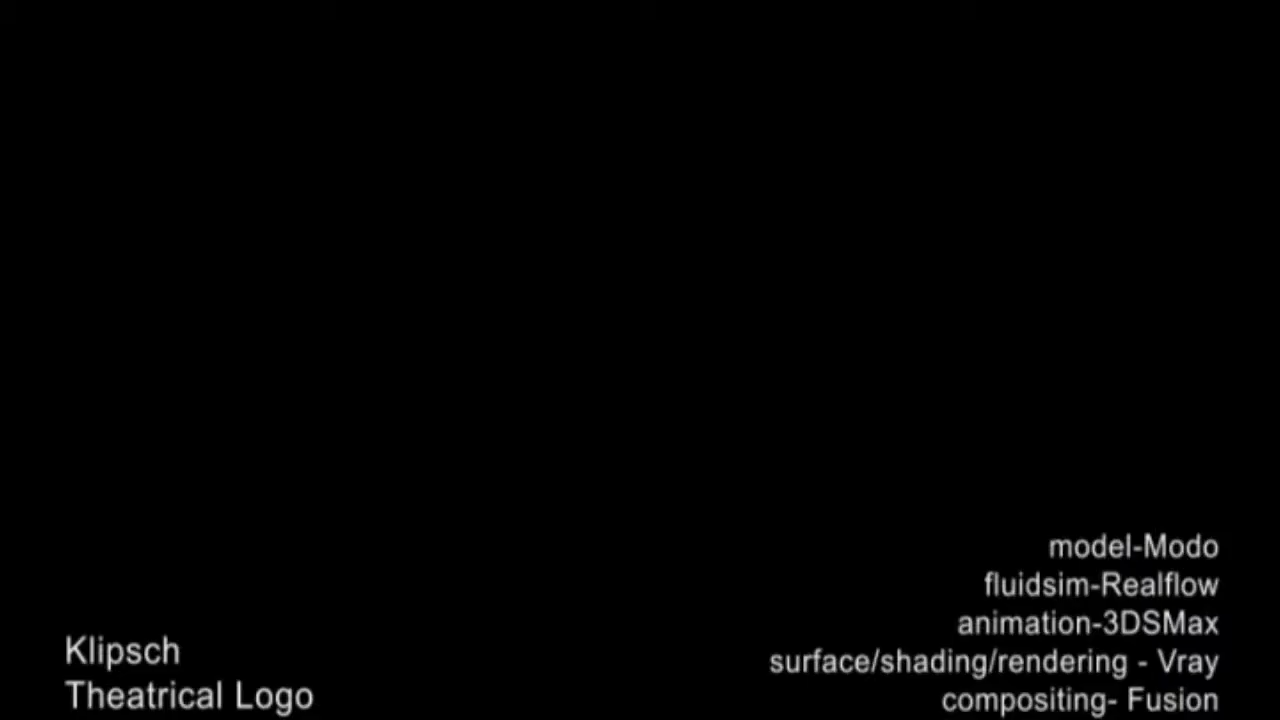 Klipsch
Theatrical Logo
model-Modo
fluidsim-Realflow
animation-3DSMax
surface/shading/rendering - Vray
compositing- Fusion